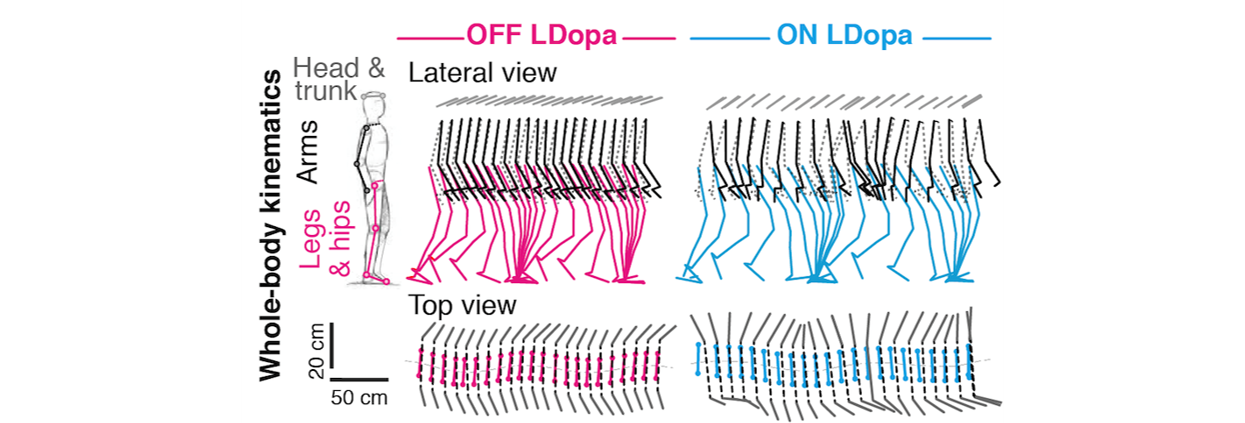 OFF LDopa
ON LDopa
Whole-body kinematics
Head &
trunk
Arms
Legs
& hips
Lateral view
Top view
20 cm
50 cm